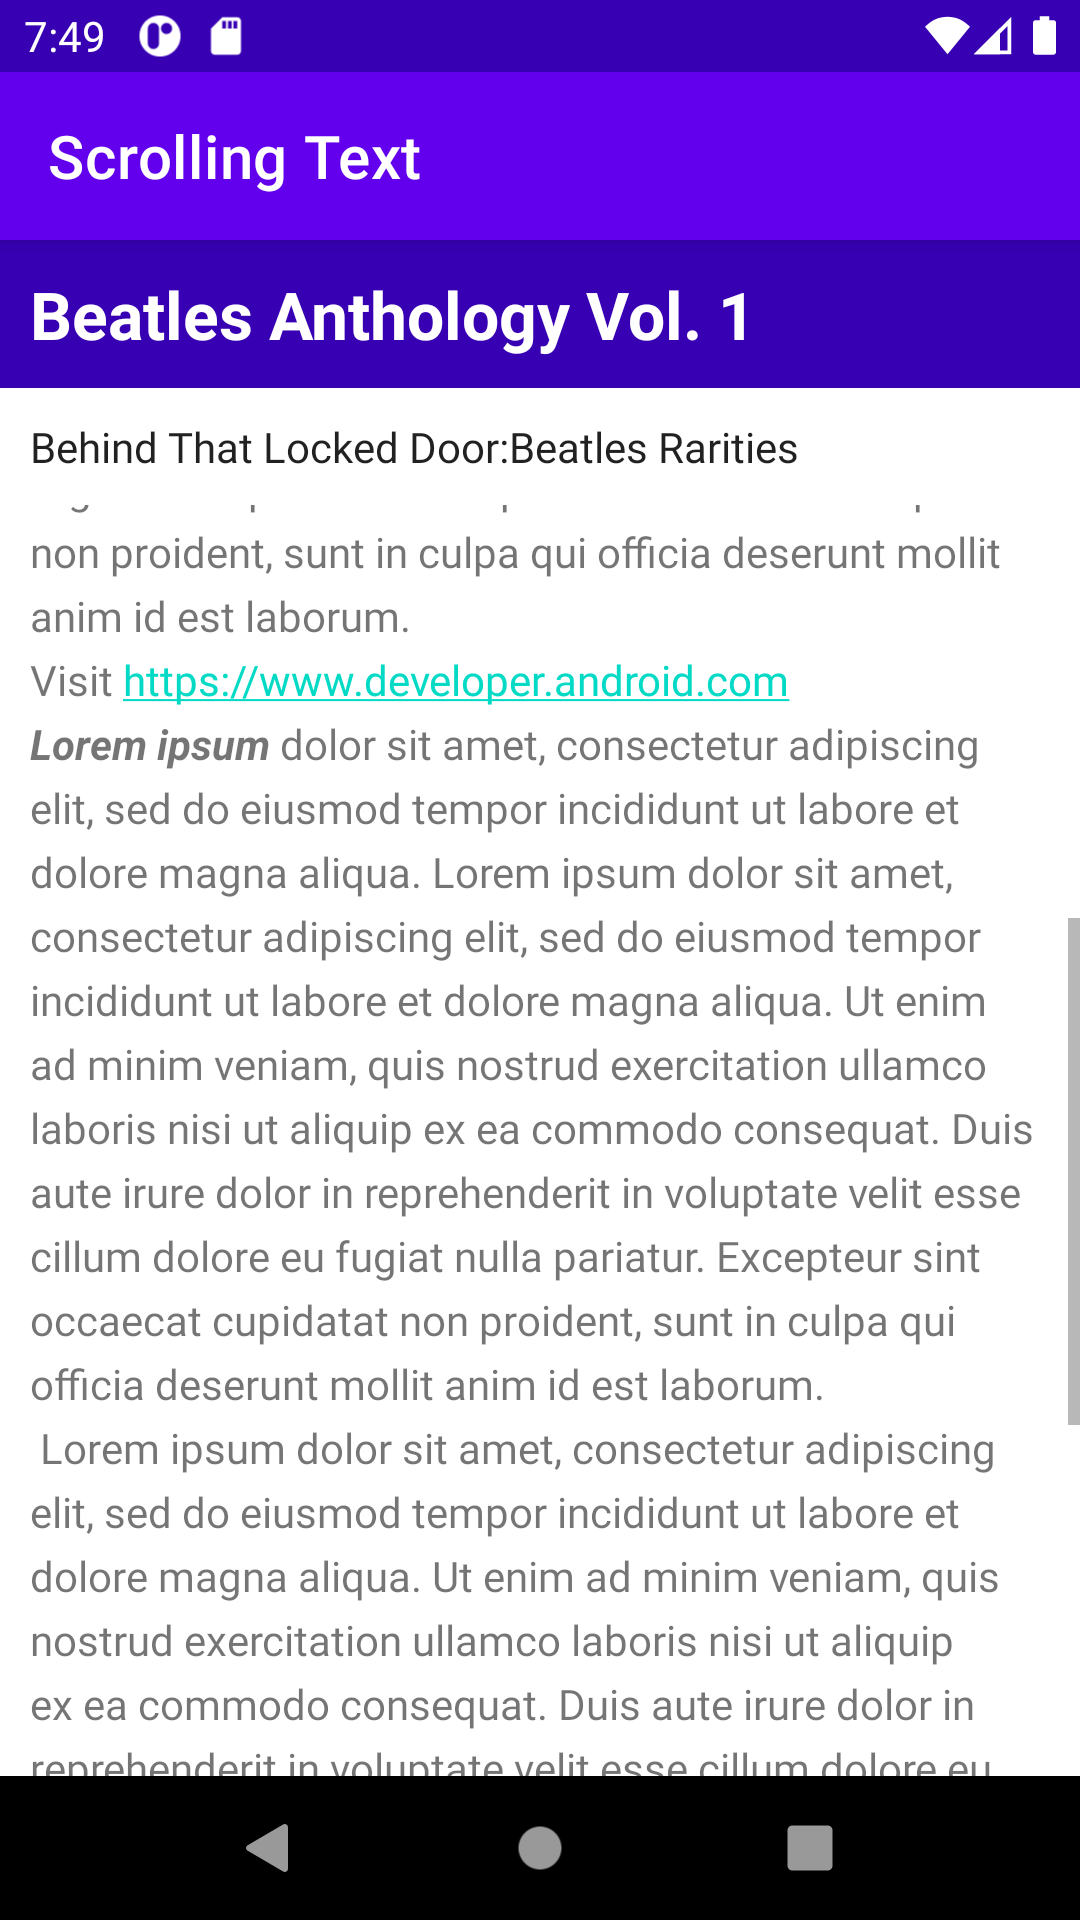 7:49
Scrolling Text
Beatles Anthology Vol. 1
Behind That Locked Door:Beatles Rarities
non proident, sunt in culpa qui officia deserunt mollit
anim id est laborum.
Visit https://www.developer.android.com
Lorem ipsum dolor sit amet, consectetur adipiscing
elit, sed do eiusmod tempor incididunt ut labore et
dolore magna aliqua. Lorem ipsum dolor sit amet,
consectetur adipiscing elit, sed do eiusmod tempor
incididunt ut labore et dolore magna aliqua. Ut enim
ad minim veniam, quis nostrud exercitation ullamco
laboris nisi ut aliquip ex ea commodo consequat. Duis
aute irure dolor in reprehenderit in voluptate velit esse
cillum dolore eu fugiat nulla pariatur. Excepteur sint
occaecat cupidatat non proident, sunt in culpa qui
officia deserunt mollit anim id est laborum.
Lorem ipsum dolor sit amet, consectetur adipiscing
elit, sed do eiusmod tempor incididunt ut labore et
dolore magna aliqua. Ut enim ad minim veniam, quis
nostrud exercitation ullamco laboris nisi ut aliquip
ex ea commodo consequat. Duis aute irure dolor in
reprehenderit in voluptate velit esse cillum dolore eu